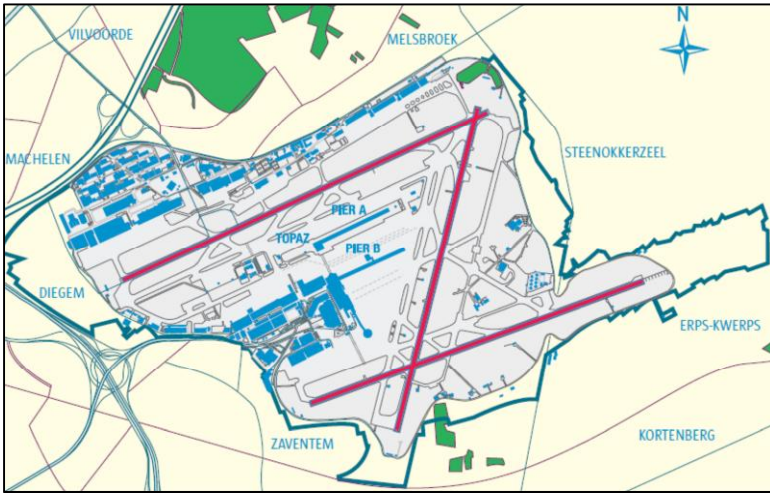 VILVOORDE
MELSBROEK
N
MACHELEN
STEENOKKERZEEL
PIER A
TOPAZ
PIER B
DIEGEM
ERPS-KWERPS
ZAVENTEM
KORTENBERG